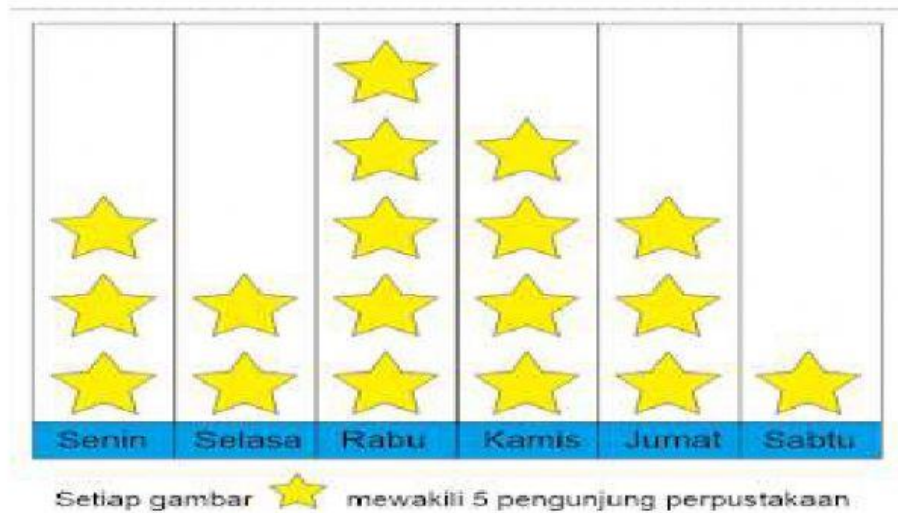 Senin Selasa Rabu Kamis Jumat Sabtu
Setiap gambar mewakili 5 pengunjung perpustakaan